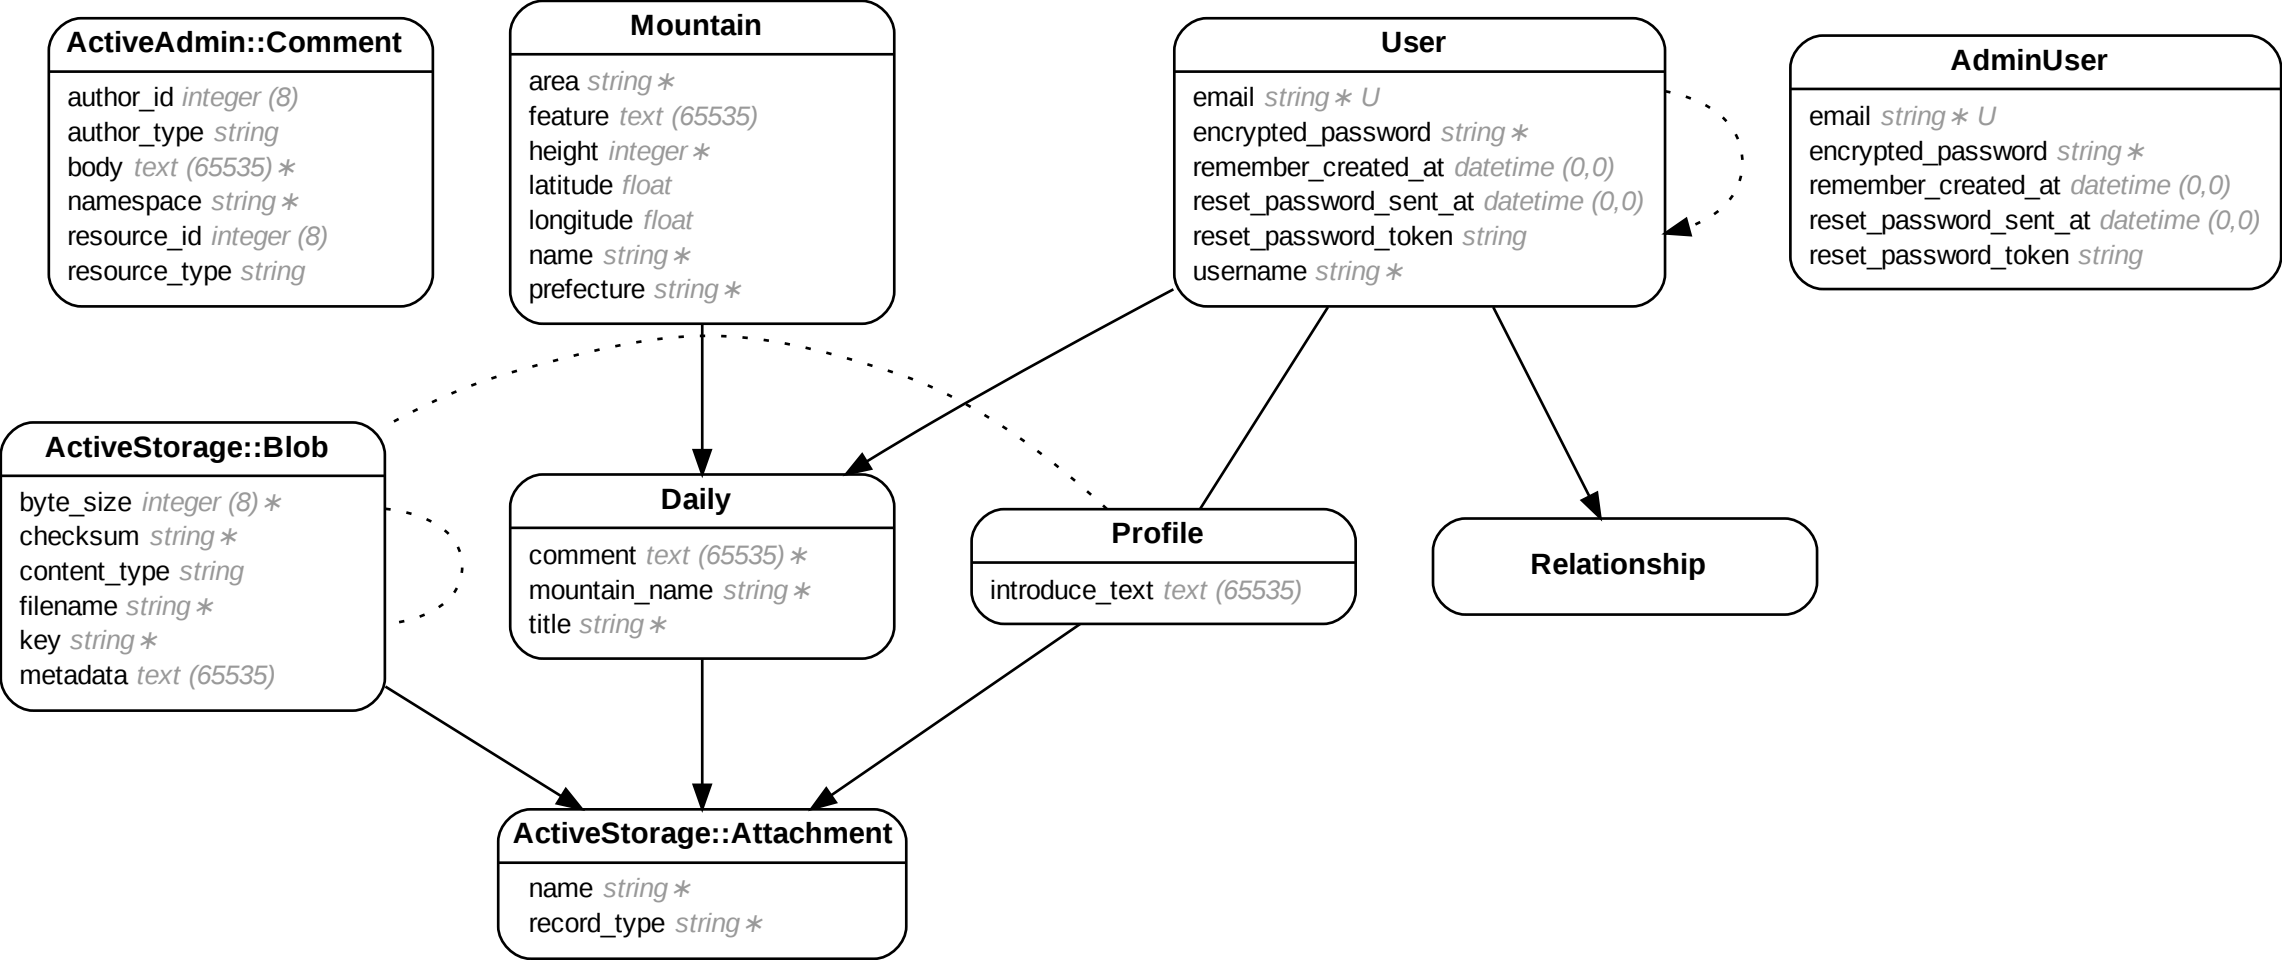 ActiveAdmin::Comment
author_id integer (8)
author_type string
body text (65535) ∗
namespace string ∗
resource_id integer (8)
resource_type string
Mountain
area string ∗
feature text (65535)
height integer ∗
latitude float
longitude float
name string ∗
prefecture string ∗
User
email string ∗ U
encrypted_password string ∗
remember_created_at datetime (0,0)
reset_password_sent_at datetime (0,0)
reset_password_token string
username string ∗
AdminUser
email string ∗ U
encrypted_password string ∗
remember_created_at datetime (0,0)
reset_password_sent_at datetime (0,0)
reset_password_token string
ActiveStorage::Blob
byte_size integer (8) ∗
checksum string ∗
content_type string
filename string ∗
key string ∗
metadata text (65535)
Daily
comment text (65535) ∗
mountain_name string ∗
title string ∗
Profile
introduce_text text (65535)
Relationship
ActiveStorage::Attachment
name string ∗
record_type string ∗